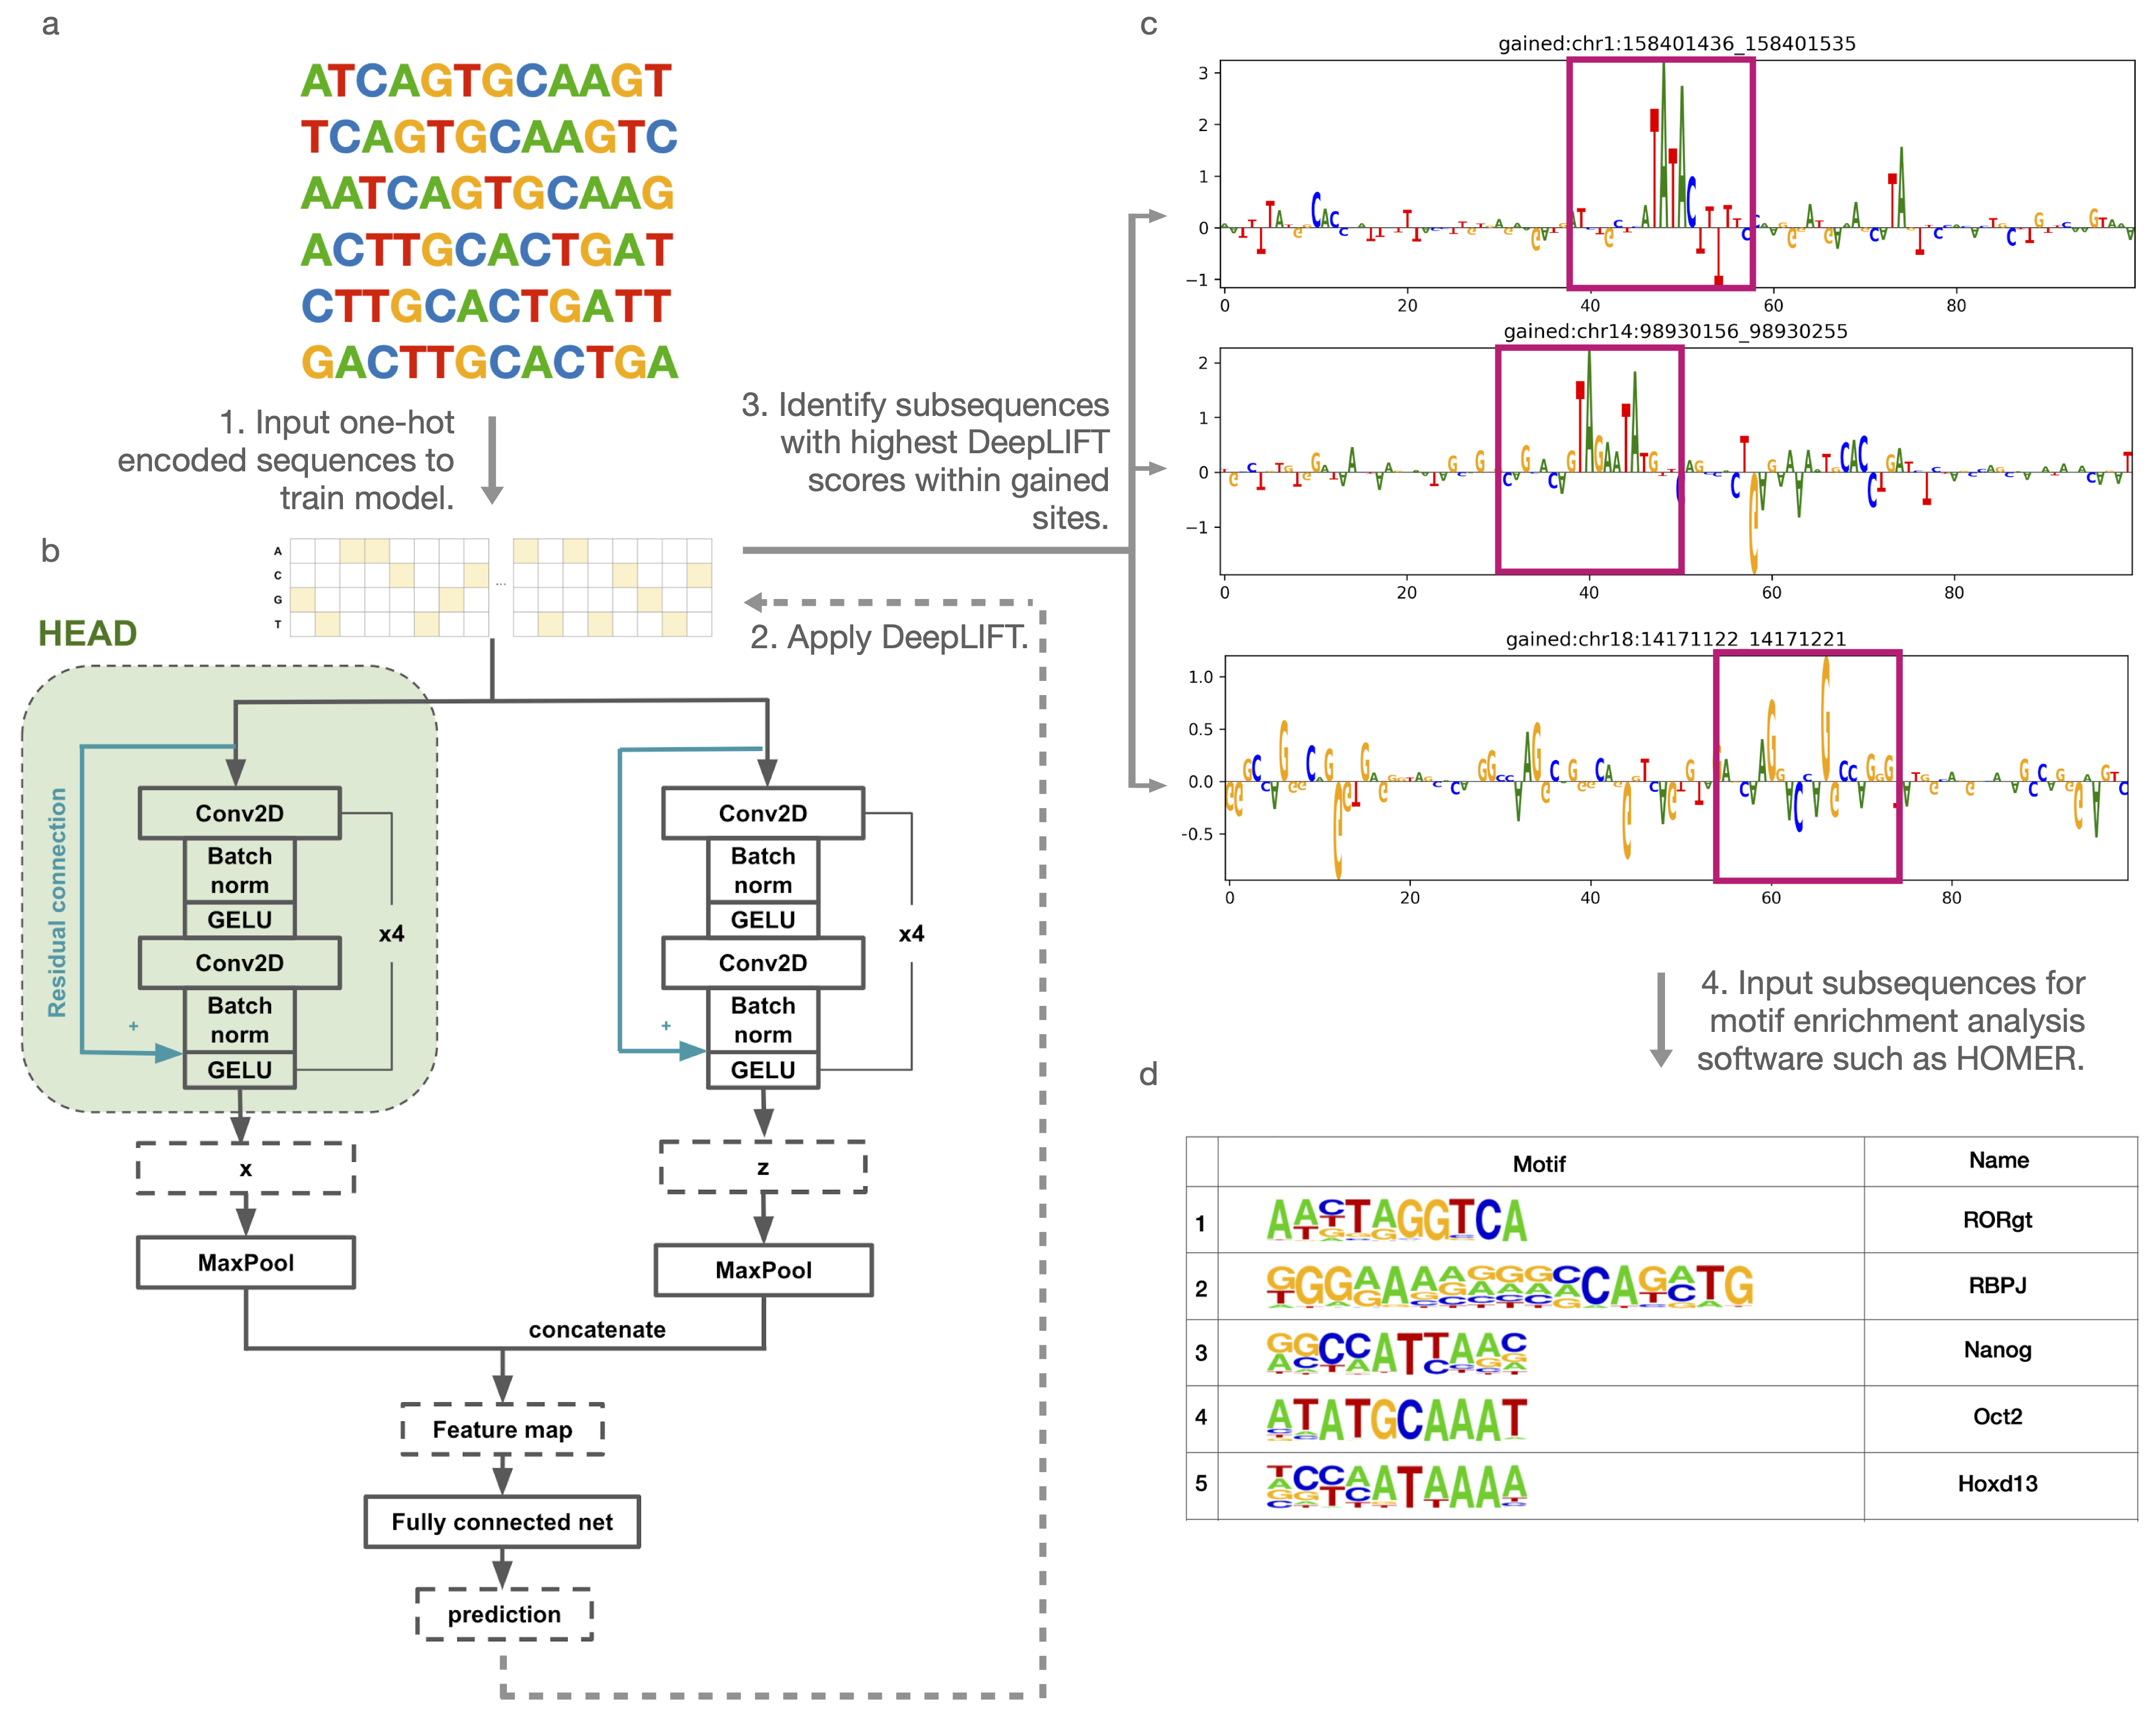 a
ATCAGTGCAAGT
TCAGTGCAAGTC
AATCAGTGCAAG
ACTTGCACTGAT
CTTGCACTGATT
GACTTGCACTGA
1. Input one-hot
encoded sequences to
train model.
b
A
C
G
T
...
HEAD
2. Apply DeepLIFT.
3. Identify subsequences
with highest DeepLIFT
scores within gained
sites.
Residual connection
+
Conv2D
Batch
norm
GELU
Conv2D
Batch
norm
GELU
x4
x
MaxPool
+
Conv2D
Batch
norm
GELU
Conv2D
Batch
norm
GELU
x4
z
MaxPool
concatenate
Feature map
Fully connected net
prediction
c
gained:chr1:158401436_158401535
3
2
1
0
−1
0 20 40 60 80
gained:chr14:98930156_98930255
2
1
0
−1
0 20 40 60 80
gained:chr18:14171122_14171221
1.0
0.5
0.0
-0.5
0 20 40 60 80
4. Input subsequences for
motif enrichment analysis
software such as HOMER.
d
Motif Name
1 AACTAGGTCA RORgt
2 GGGAAAAGGGCCAGATG RBPJ
3 GGCCATTAAC Nanog
4 ATATGCAAAT Oct2
5 TCCAATAAAA Hoxd13